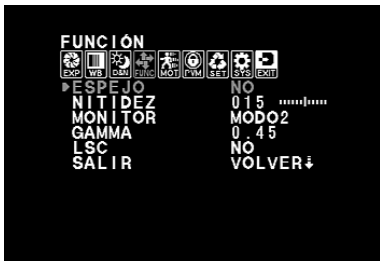 FUNCIÓN
EXP WB D&N FUNC MOT PVM SET SYS EXIT
ESPEJO NO
NITIDEZ 015
MONITOR MODO2
GAMMA 0.45
LSC NO
SALIR VOLVER